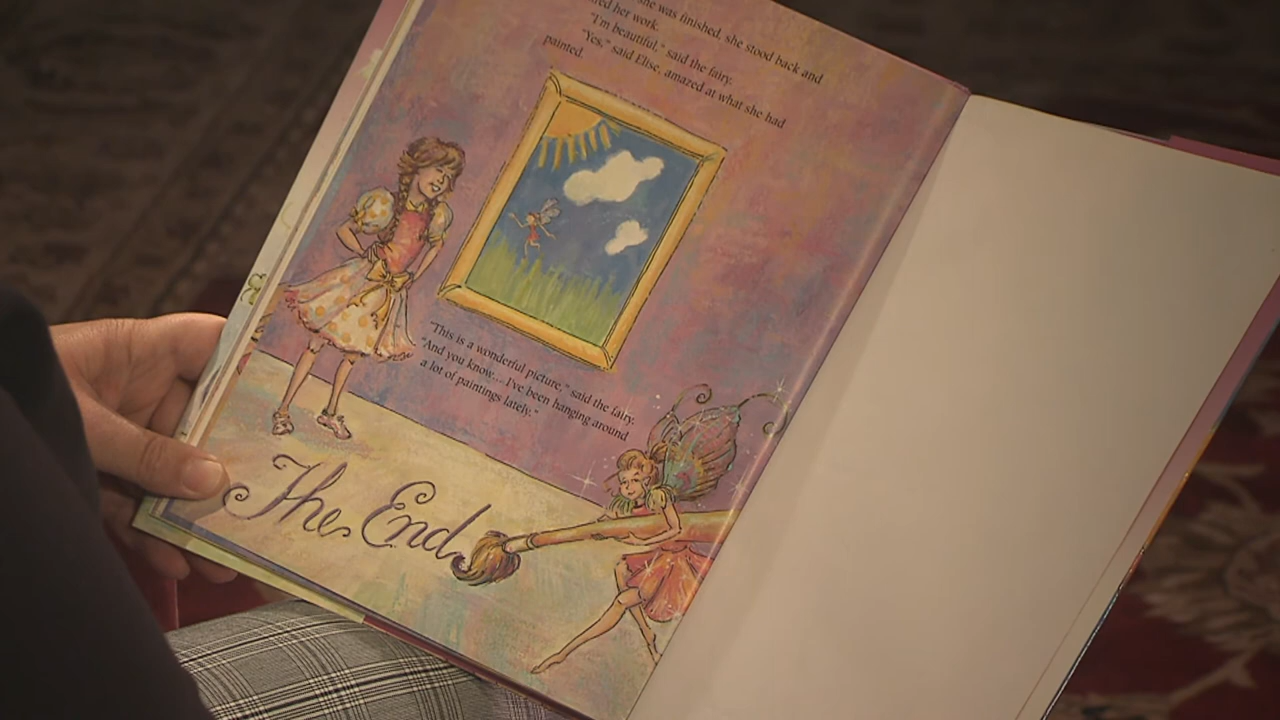 she was finished, she stood back and
her work.
"I'm beautiful," said the fairy.
"Yes," said Elise, amazed at what she had
painted.
"This is a wonderful picture," said the fairy.
"And you know... I've been hanging around
a lot of paintings lately."
The End